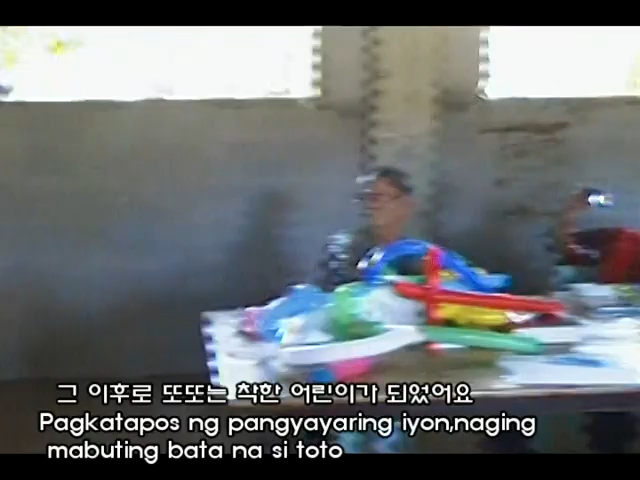 그 이후로 또또는 착한 어린이가 되었어요
Pagkatapos ng pangyayaring iyon,naging
mabuting bata na si toto